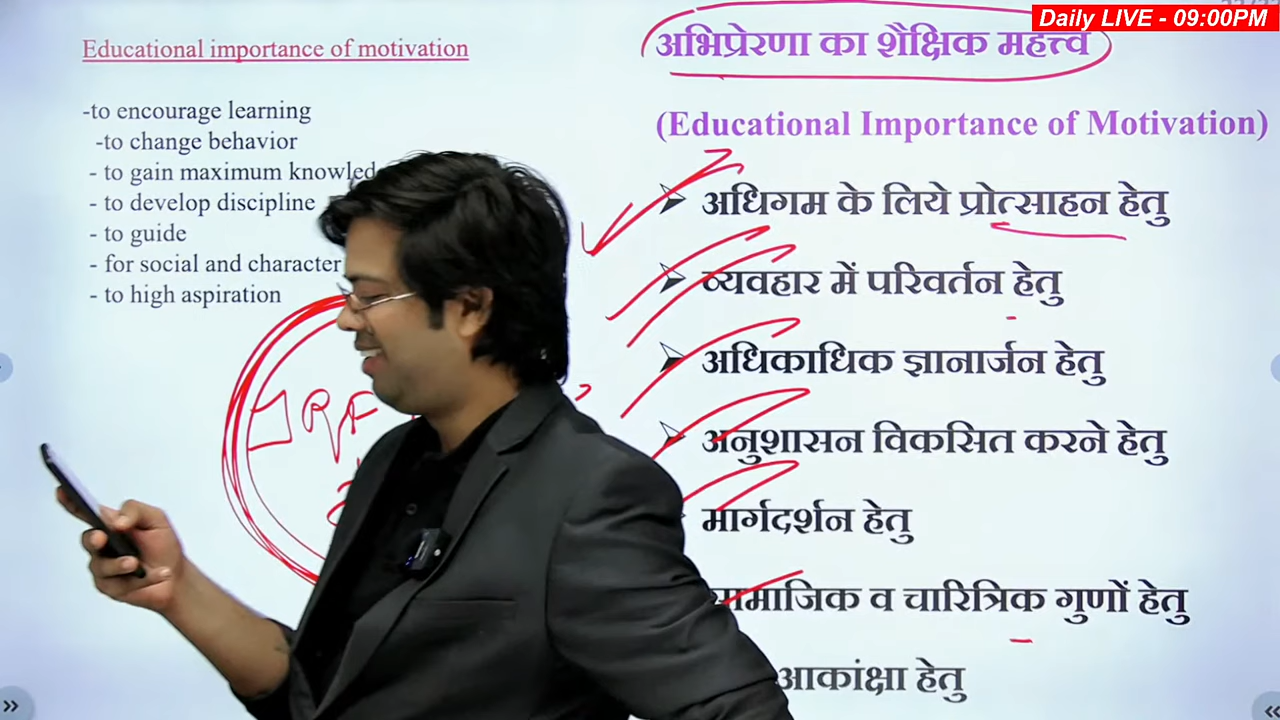 Daily LIVE - 09:00PM
Educational importance of motivation
-to encourage learning
-to change behavior
- to gain maximum knowled
- to develop discipline
- to guide
- for social and character
- to high aspiration
अभिप्रेरणा का शैक्षिक महत्त्व
(Educational Importance of Motivation)
अधिगम के लिये प्रोत्साहन हेतु
व्यवहार में परिवर्तन हेतु
अधिकाधिक ज्ञानार्जन हेतु
अनुशासन विकसित करने हेतु
मार्गदर्शन हेतु
सामाजिक व चारित्रिक गुणों हेतु
आकांक्षा हेतु